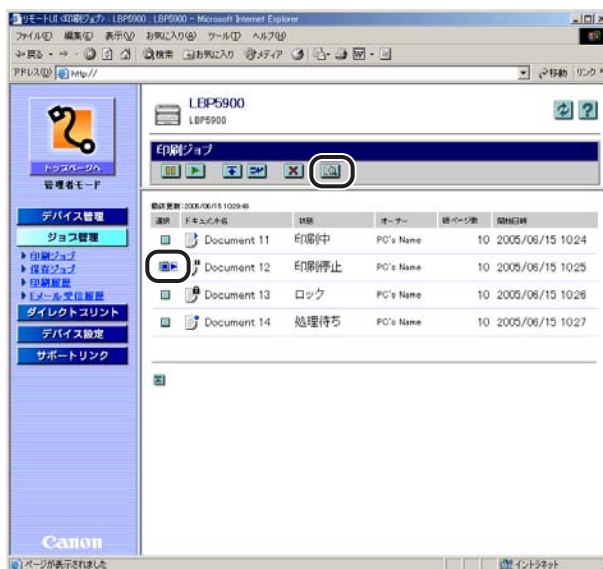 リモートUI <印刷ジョブ> : LBP5900 ; LBP5900 - Microsoft Internet Explorer
ファイル(F) 編集(E) 表示(V) お気に入り(A) ツール(T) ヘルプ(H)
戻る 検索 お気に入り メディア
アドレス(D) http:// 移動 リンク
LBP5900
LBP5900
トップページへ
管理者モード
印刷ジョブ
デバイス管理
ジョブ管理
印刷ジョブ
保存ジョブ
印刷履歴
Eメール受信履歴
ダイレクトプリント
デバイス設定
サポートリンク
最終更新 :2005/06/15 10:29:48
選択 ドキュメント名 状態 オーナー 総ページ数 開始日時
Document 11 印刷中 PC's Name 10 2005/06/15 10:24
Document 12 印刷停止 PC's Name 10 2005/06/15 10:25
Document 13 ロック PC's Name 10 2005/06/15 10:26
Document 14 処理待ち PC's Name 10 2005/06/15 10:27
Canon
ページが表示されました イントラネット